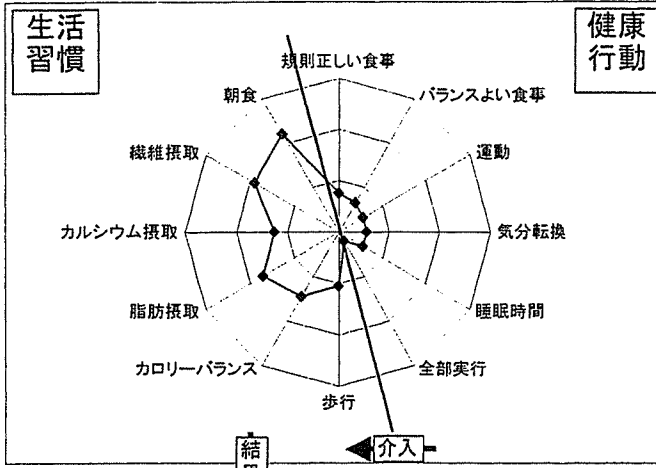 生活
習慣
健康
行動
規則正しい食事
朝食
バランスよい食事
繊維摂取
運動
カルシウム摂取
気分転換
脂肪摂取
睡眠時間
カロリーバランス
全部実行
歩行
結
介入